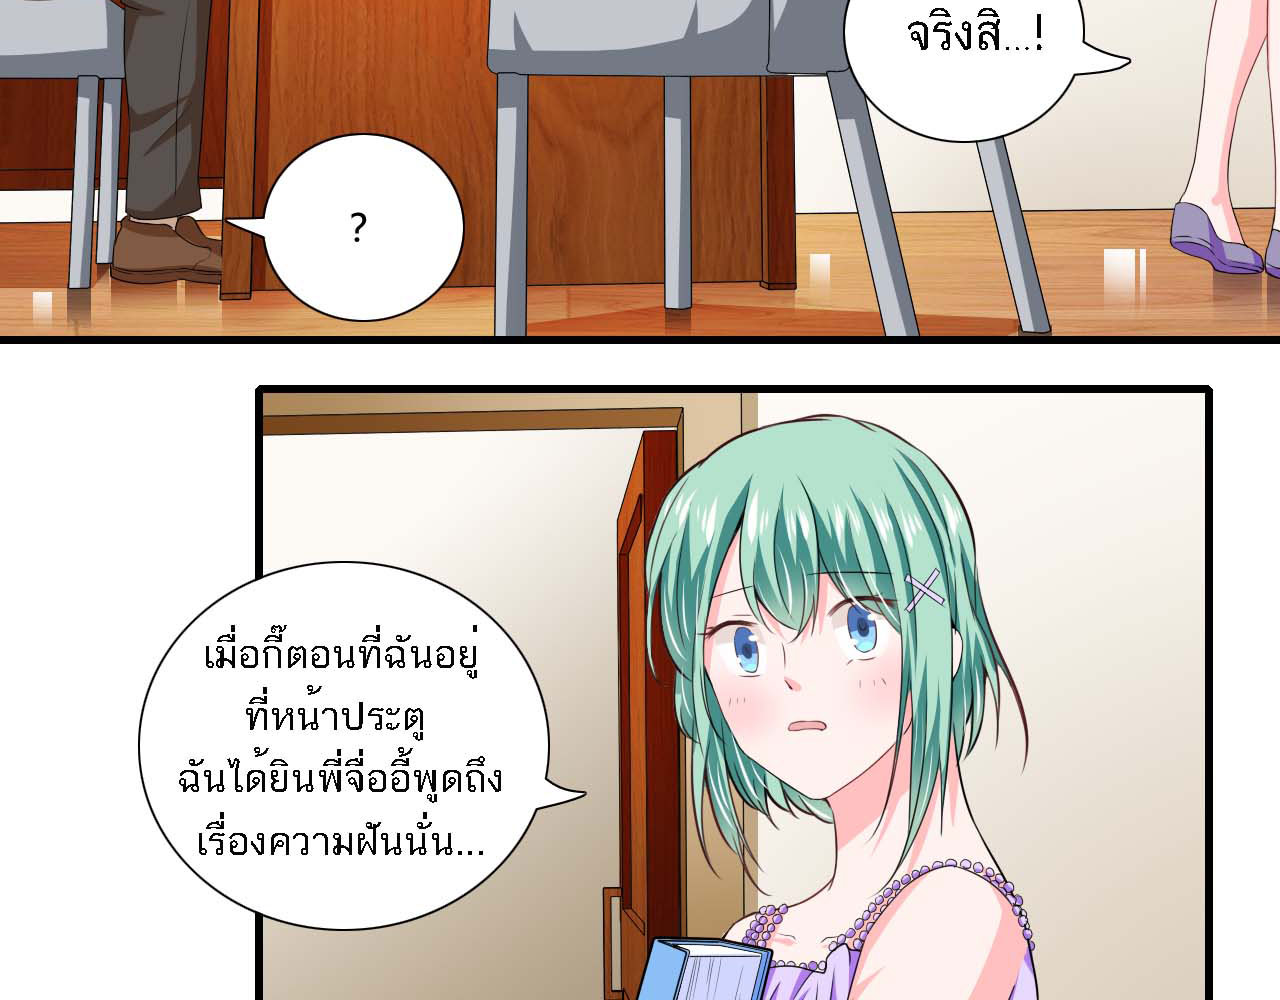 จริงสิ...!
?
เมื่อกี๊ตอนที่ฉันอยู่
ที่หน้าประตู
ฉันได้ยินพี่จื่ออี้พูดถึง
เรื่องความฝันนั่น...